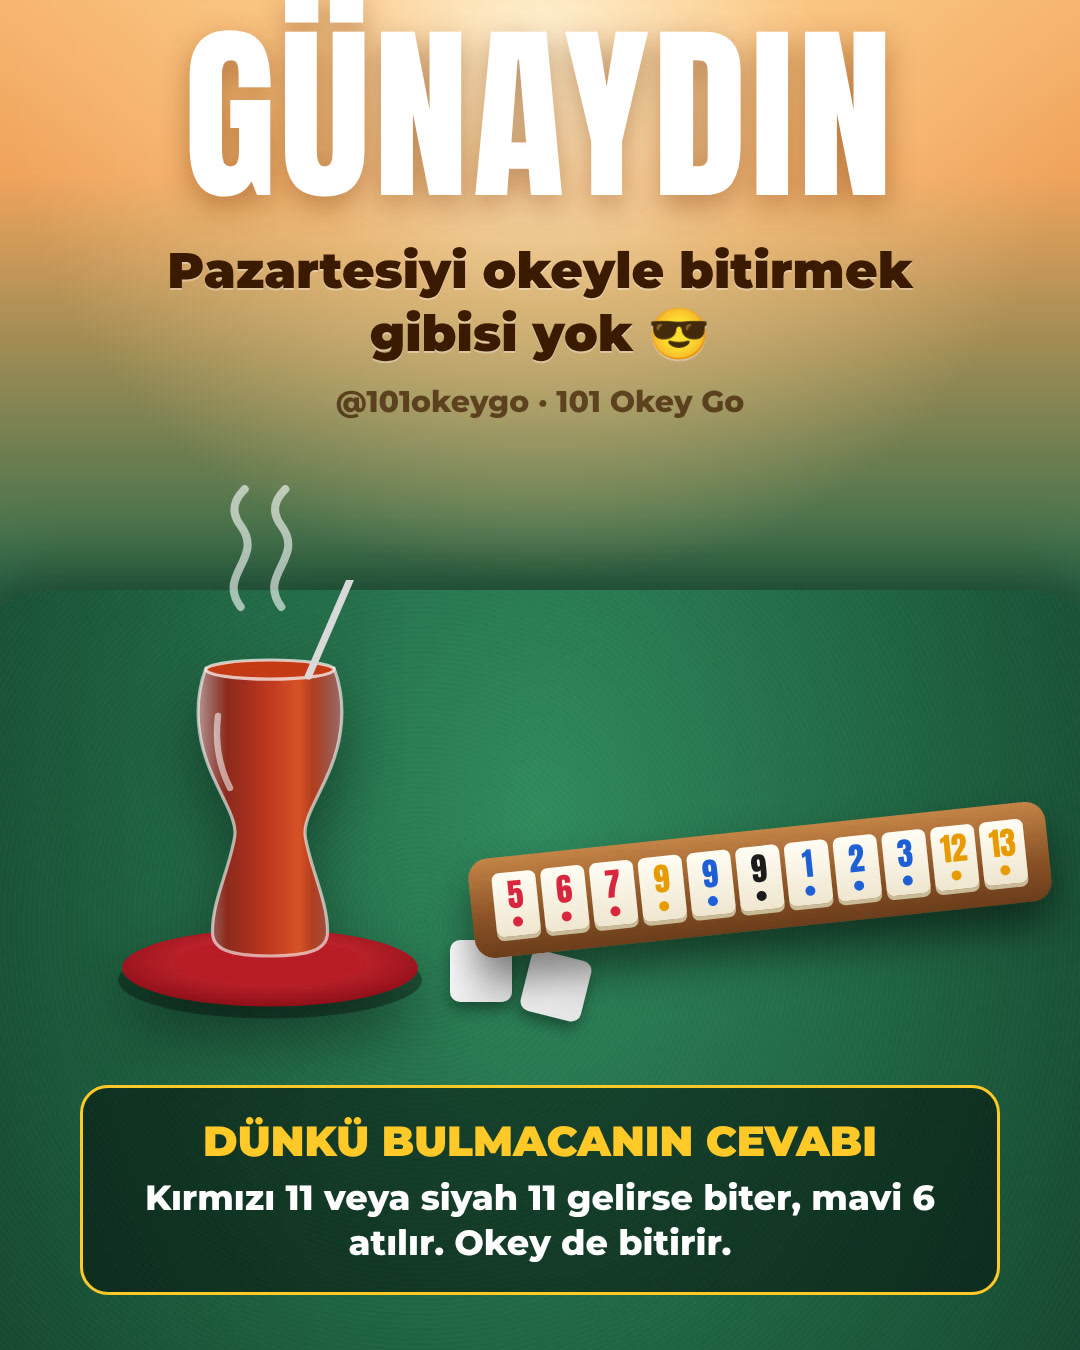 GÜNAYDIN
Pazartesiyi okeyle bitirmek
gibisi yok 😎
@101okeygo • 101 Okey Go
5 6 7 9 9 9 1 2 3 12 13
DÜNKÜ BULMACANIN CEVABI
Kırmızı 11 veya siyah 11 gelirse biter, mavi 6
atılır. Okey de bitirir.